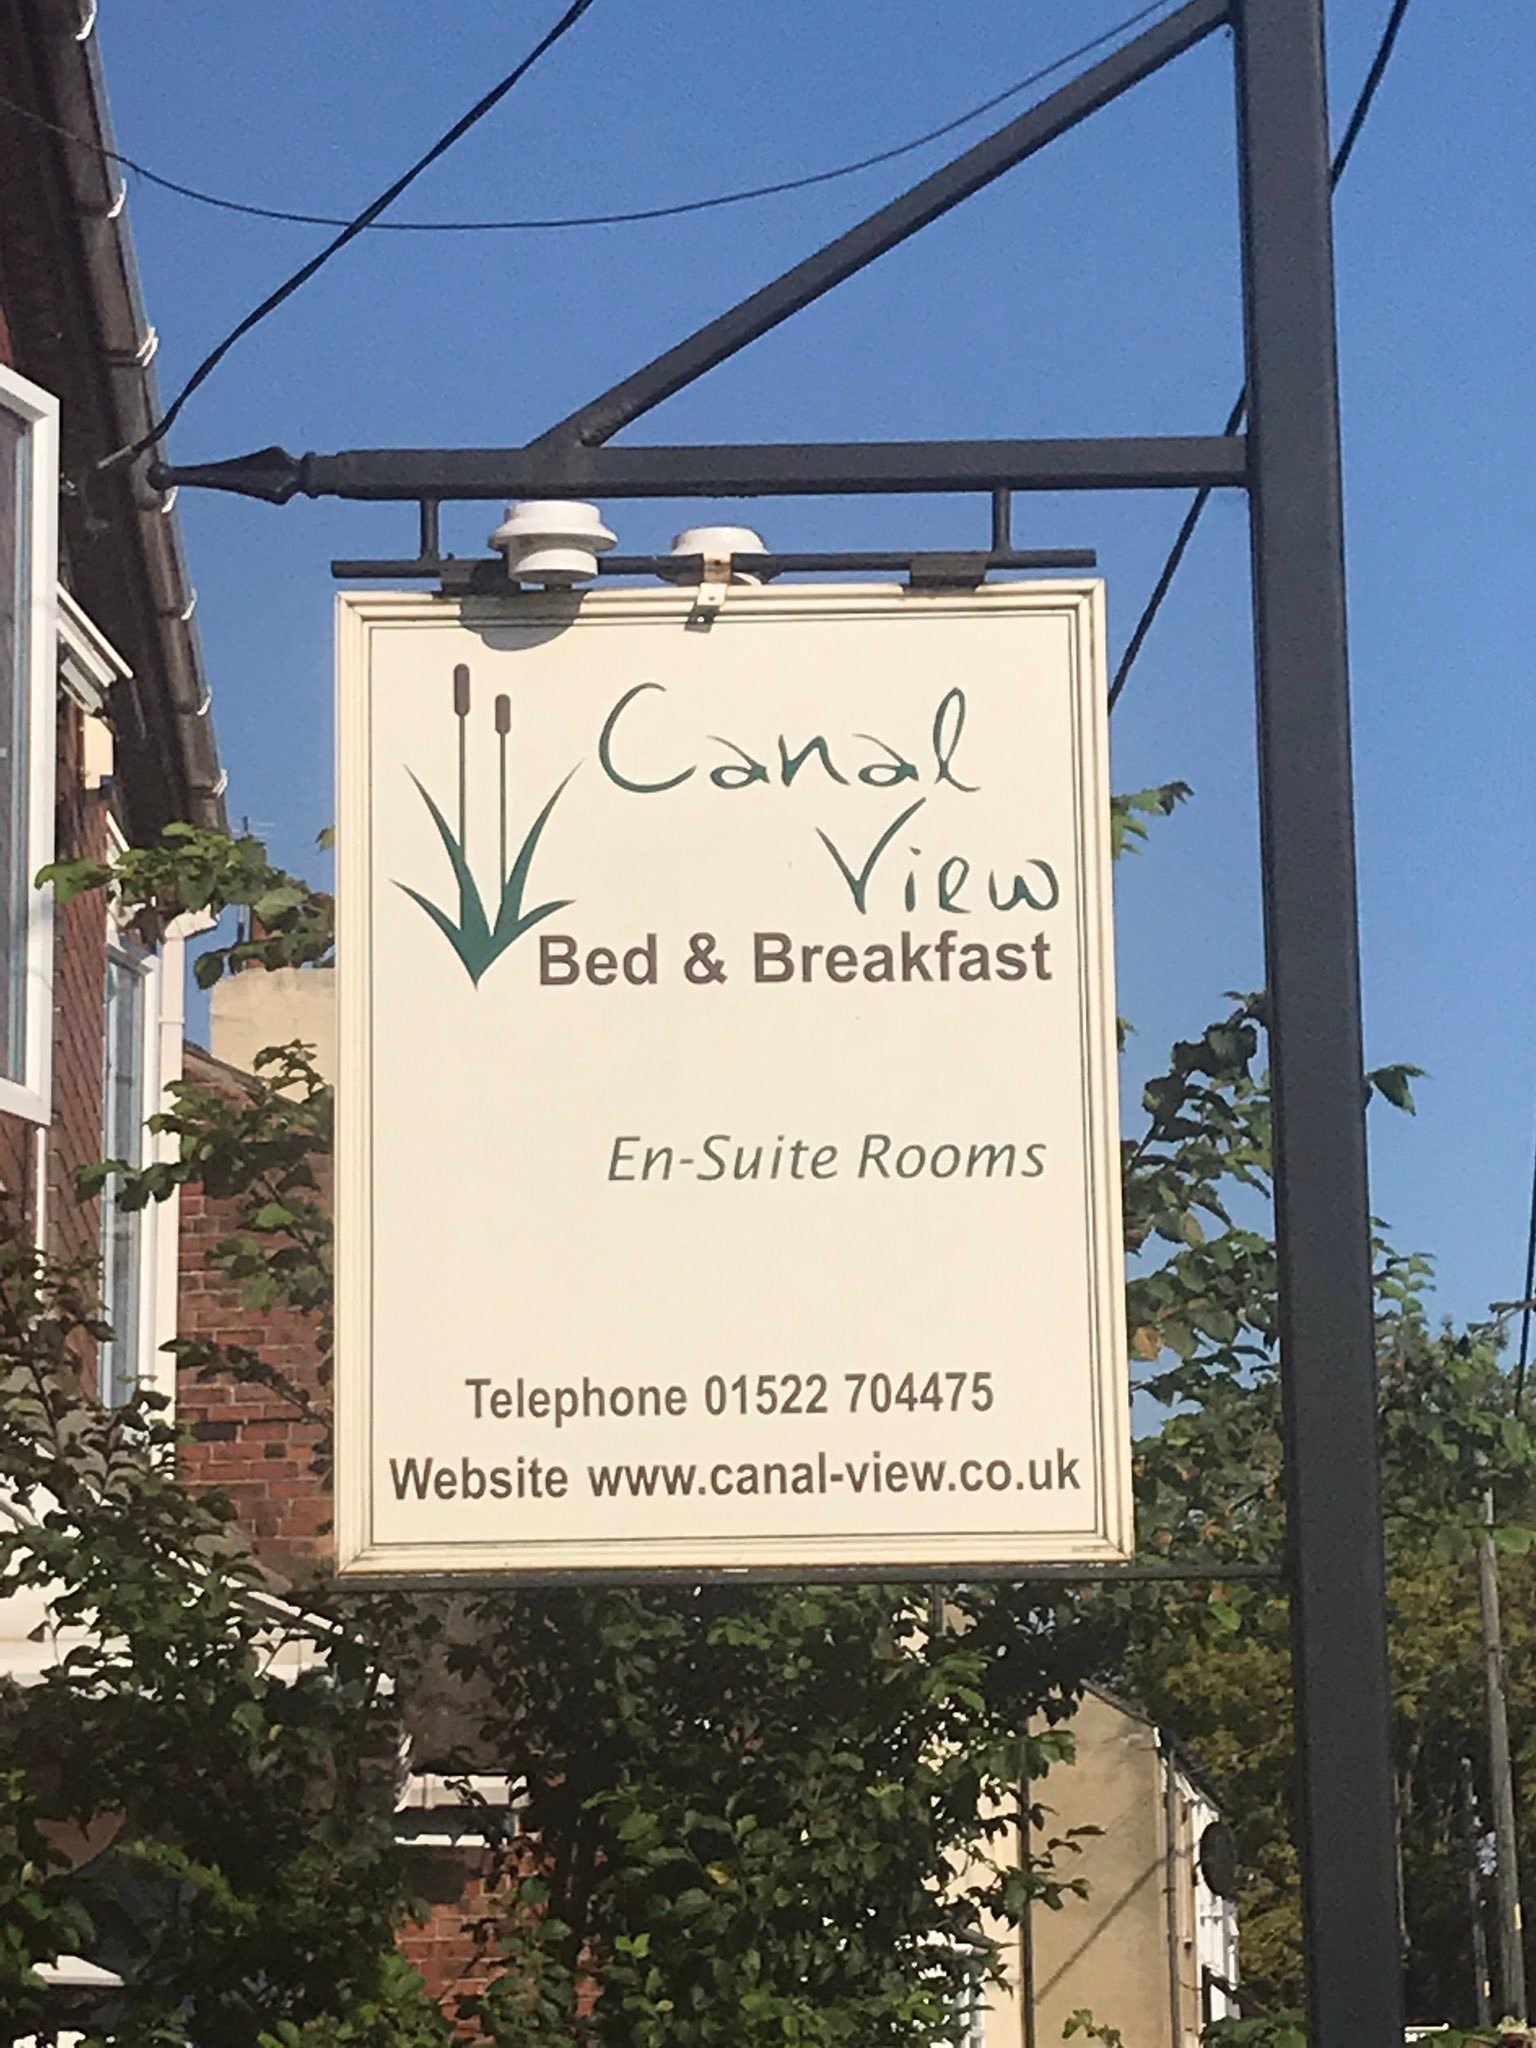 Canal
View
Bed & Breakfast
En-Suite Rooms
Telephone 01522 704475
Website www.canal-view.co.uk